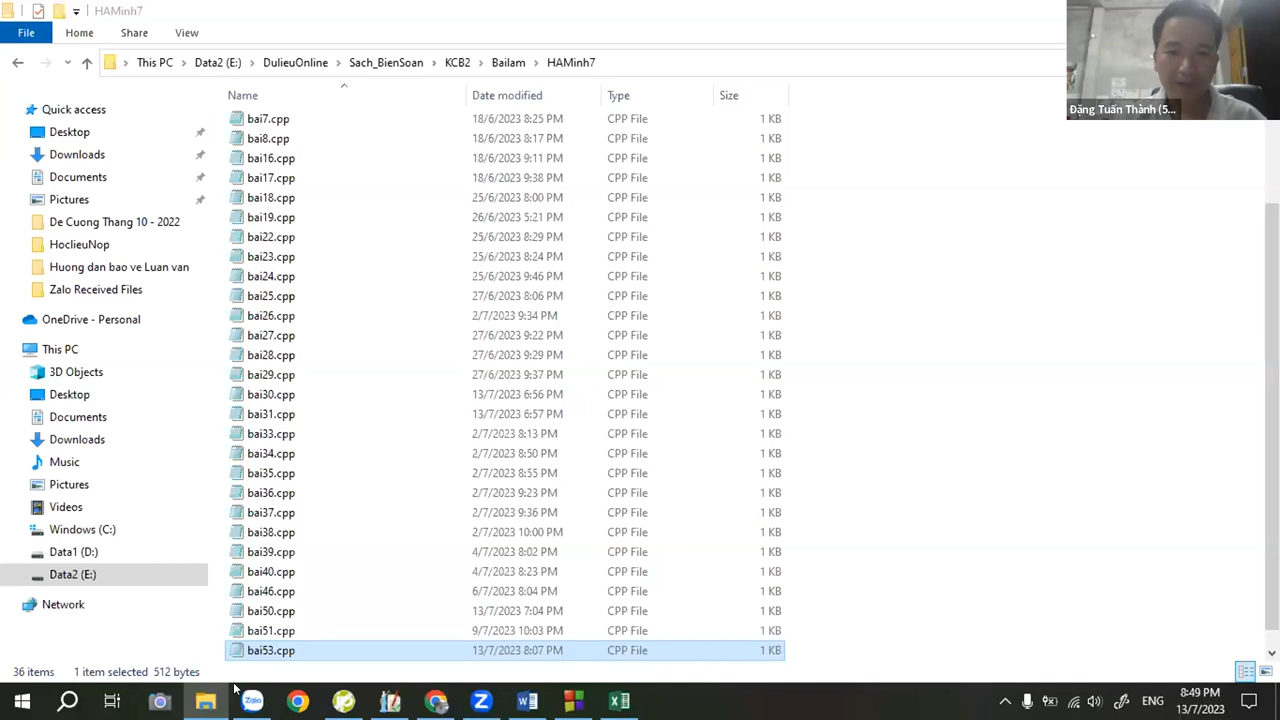 HAMinh7
File Home Share View
This PC Data2 (E:) DulieuOnline Sach_BienSoan KCB2 Bailam HAMinh7
Đặng Tuấn Thành (5...
Name Date modified Type Size
Quick access
Desktop
Downloads
Documents
Pictures
De Cuong Thang 10 - 2022
HoclieuNop
Huong dan bao ve Luan van
Zalo Received Files
OneDrive - Personal
This PC
3D Objects
Desktop
Documents
Downloads
Music
Pictures
Videos
Windows (C:)
Data1 (D:)
Data2 (E:)
Network
bai7.cpp 18/6/2023 8:25 PM CPP File 1 KB
bai8.cpp 18/6/2023 8:17 PM CPP File 1 KB
bai16.cpp 18/6/2023 9:11 PM CPP File 1 KB
bai17.cpp 18/6/2023 9:38 PM CPP File 1 KB
bai18.cpp 25/6/2023 8:00 PM CPP File 1 KB
bai19.cpp 26/6/2023 5:21 PM CPP File 1 KB
bai22.cpp 25/6/2023 8:29 PM CPP File 1 KB
bai23.cpp 25/6/2023 8:24 PM CPP File 1 KB
bai24.cpp 25/6/2023 9:46 PM CPP File 1 KB
bai25.cpp 27/6/2023 8:06 PM CPP File 1 KB
bai26.cpp 2/7/2023 9:34 PM CPP File 1 KB
bai27.cpp 27/6/2023 9:22 PM CPP File 1 KB
bai28.cpp 27/6/2023 9:29 PM CPP File 1 KB
bai29.cpp 27/6/2023 9:37 PM CPP File 1 KB
bai30.cpp 13/7/2023 6:56 PM CPP File 1 KB
bai31.cpp 13/7/2023 6:57 PM CPP File 1 KB
bai33.cpp 2/7/2023 8:13 PM CPP File 1 KB
bai34.cpp 2/7/2023 8:50 PM CPP File 1 KB
bai35.cpp 2/7/2023 8:55 PM CPP File 1 KB
bai36.cpp 2/7/2023 9:23 PM CPP File 1 KB
bai37.cpp 2/7/2023 9:36 PM CPP File 1 KB
bai38.cpp 2/7/2023 10:00 PM CPP File 1 KB
bai39.cpp 4/7/2023 8:02 PM CPP File 1 KB
bai40.cpp 4/7/2023 8:23 PM CPP File 1 KB
bai46.cpp 6/7/2023 8:04 PM CPP File 1 KB
bai50.cpp 13/7/2023 7:04 PM CPP File 1 KB
bai51.cpp 9/7/2023 10:03 PM CPP File 1 KB
bai53.cpp 13/7/2023 8:07 PM CPP File 1 KB
36 items 1 item selected 512 bytes
Zalo
ENG
8:49 PM
13/7/2023